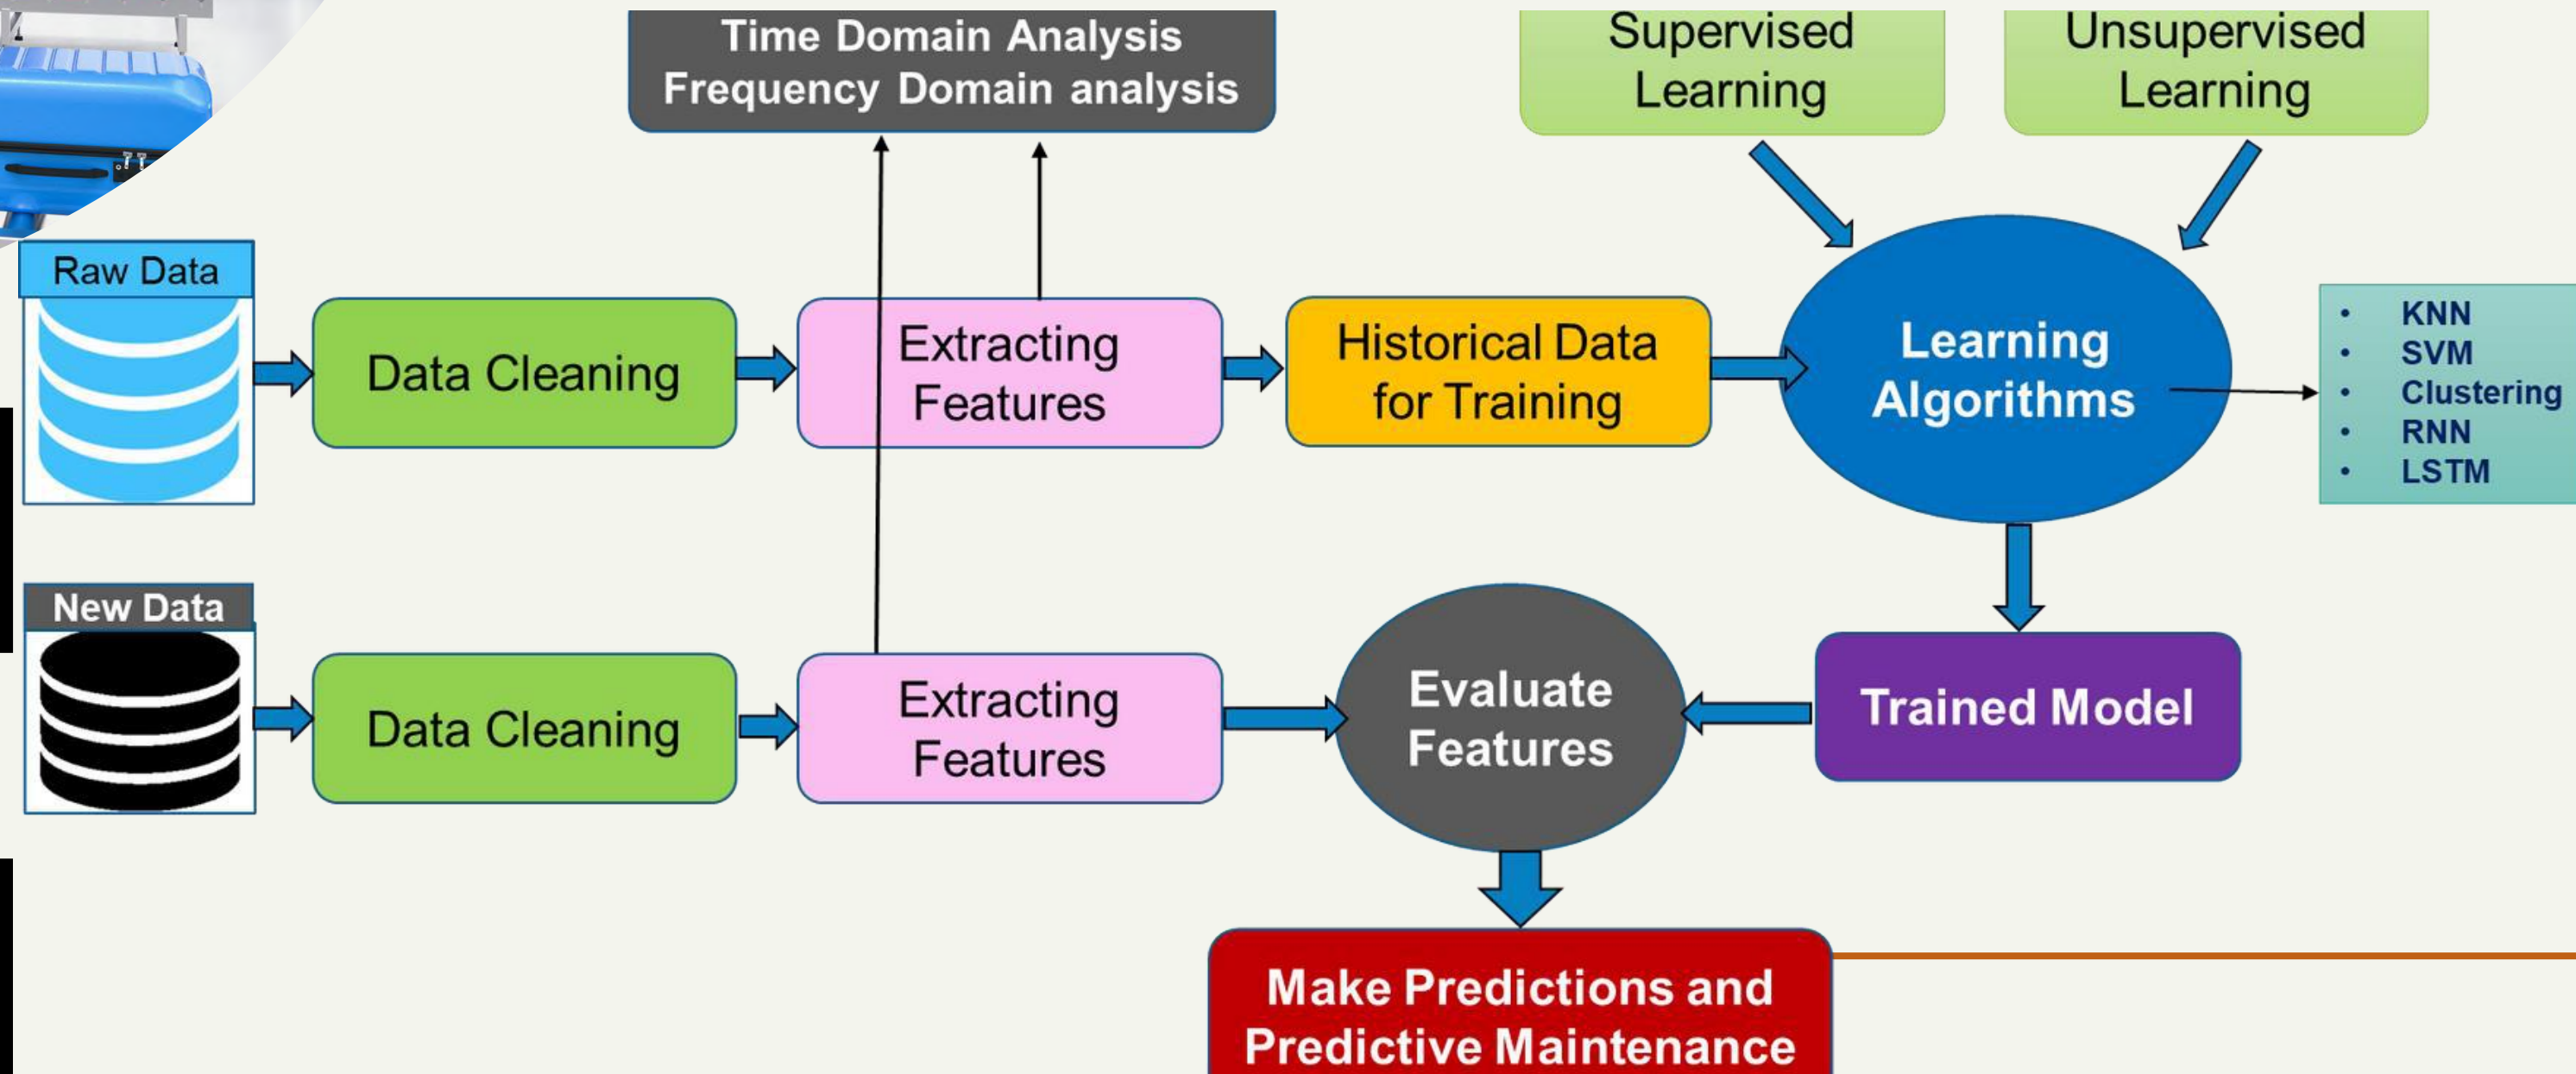 Time Domain Analysis
Frequency Domain analysis
Supervised
Learning
Unsupervised
Learning
Raw Data
Data Cleaning
Extracting
Features
Historical Data
for Training
Learning
Algorithms
• KNN
• SVM
• Clustering
• RNN
• LSTM
New Data
Data Cleaning
Extracting
Features
Evaluate
Features
Trained Model
Make Predictions and
Predictive Maintenance